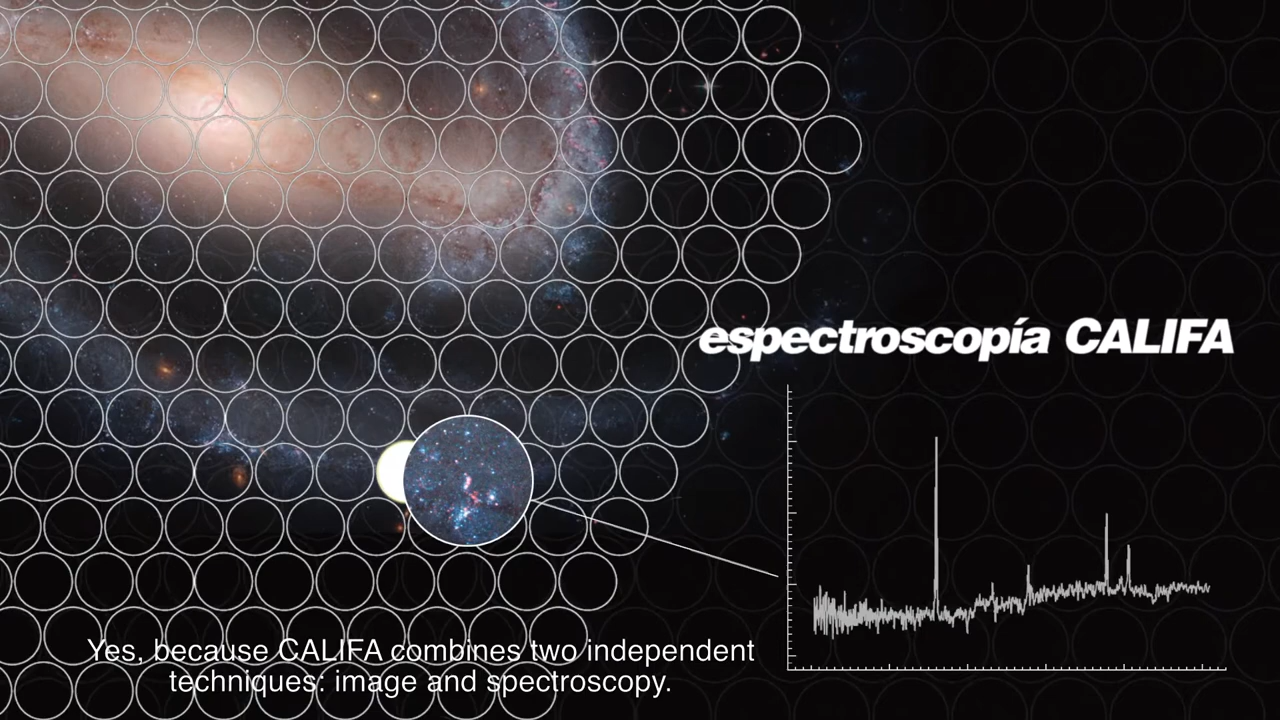 espectroscopía CALIFA
Yes, because CALIFA combines two independent
techniques: image and spectroscopy.